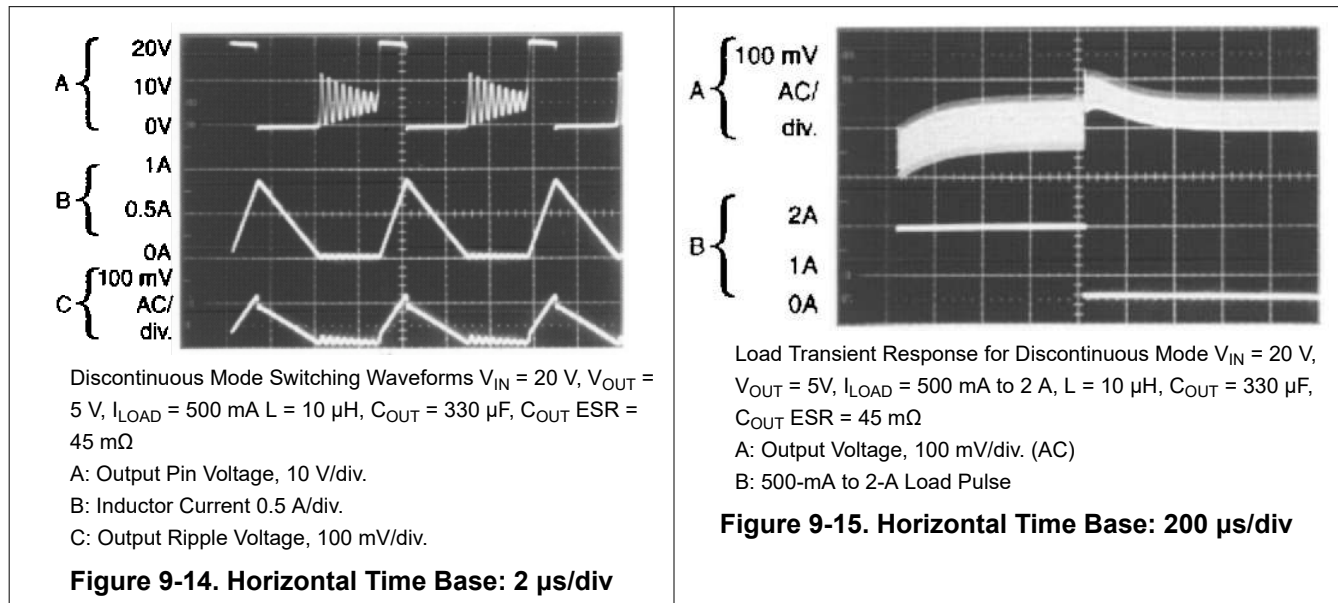 A
20V
10V
0V
B
1A
0.5A
0A
C
100 mV
AC/
div.
Discontinuous Mode Switching Waveforms V_IN = 20 V, V_OUT =
5 V, I_LOAD = 500 mA L = 10 μH, C_OUT = 330 μF, C_OUT ESR =
45 mΩ
A: Output Pin Voltage, 10 V/div.
B: Inductor Current 0.5 A/div.
C: Output Ripple Voltage, 100 mV/div.
Figure 9-14. Horizontal Time Base: 2 μs/div
A
100 mV
AC/
div.
B
2A
1A
0A
Load Transient Response for Discontinuous Mode V_IN = 20 V,
V_OUT = 5V, I_LOAD = 500 mA to 2 A, L = 10 μH, C_OUT = 330 μF,
C_OUT ESR = 45 mΩ
A: Output Voltage, 100 mV/div. (AC)
B: 500-mA to 2-A Load Pulse
Figure 9-15. Horizontal Time Base: 200 μs/div